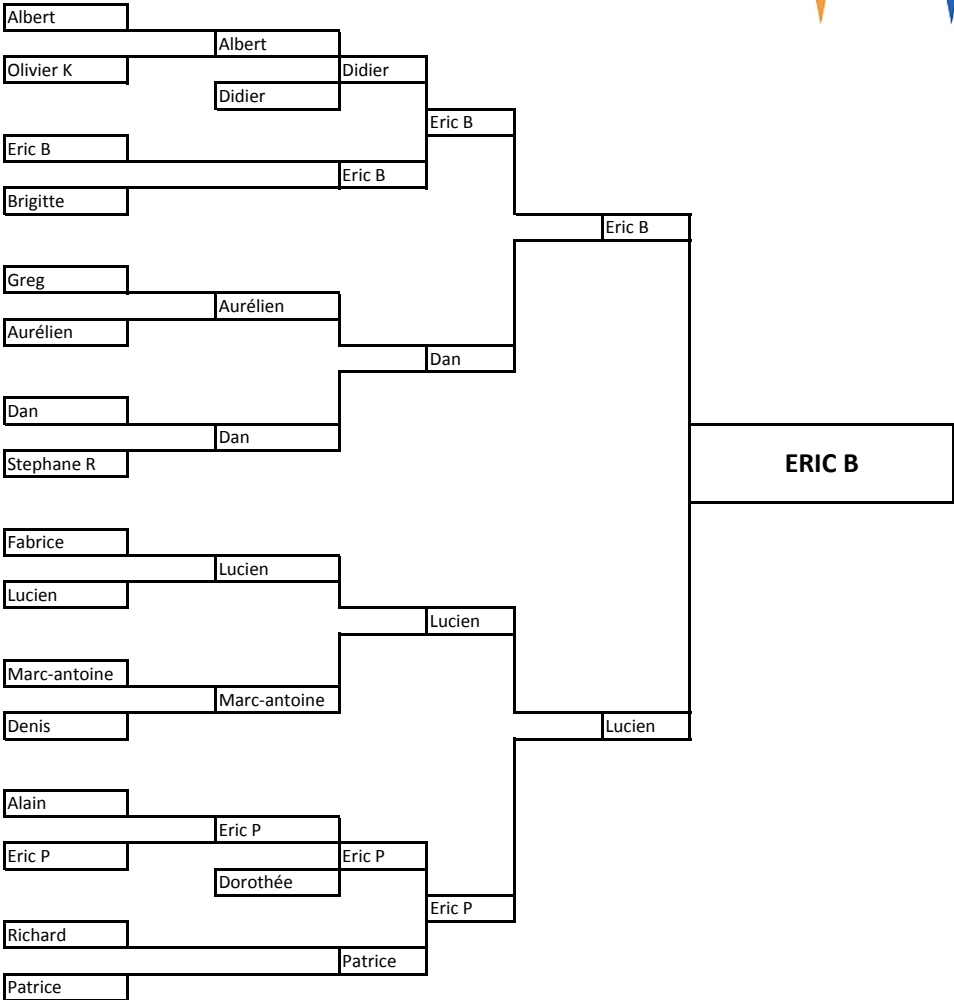 Albert
Albert
Olivier K
Didier
Didier
Eric B
Eric B
Eric B
Brigitte
Eric B
Greg
Aurélien
Aurélien
Dan
Dan
Dan
Stephane R
ERIC B
Fabrice
Lucien
Lucien
Lucien
Marc-antoine
Marc-antoine
Denis
Lucien
Alain
Eric P
Eric P
Eric P
Dorothée
Eric P
Richard
Patrice
Patrice